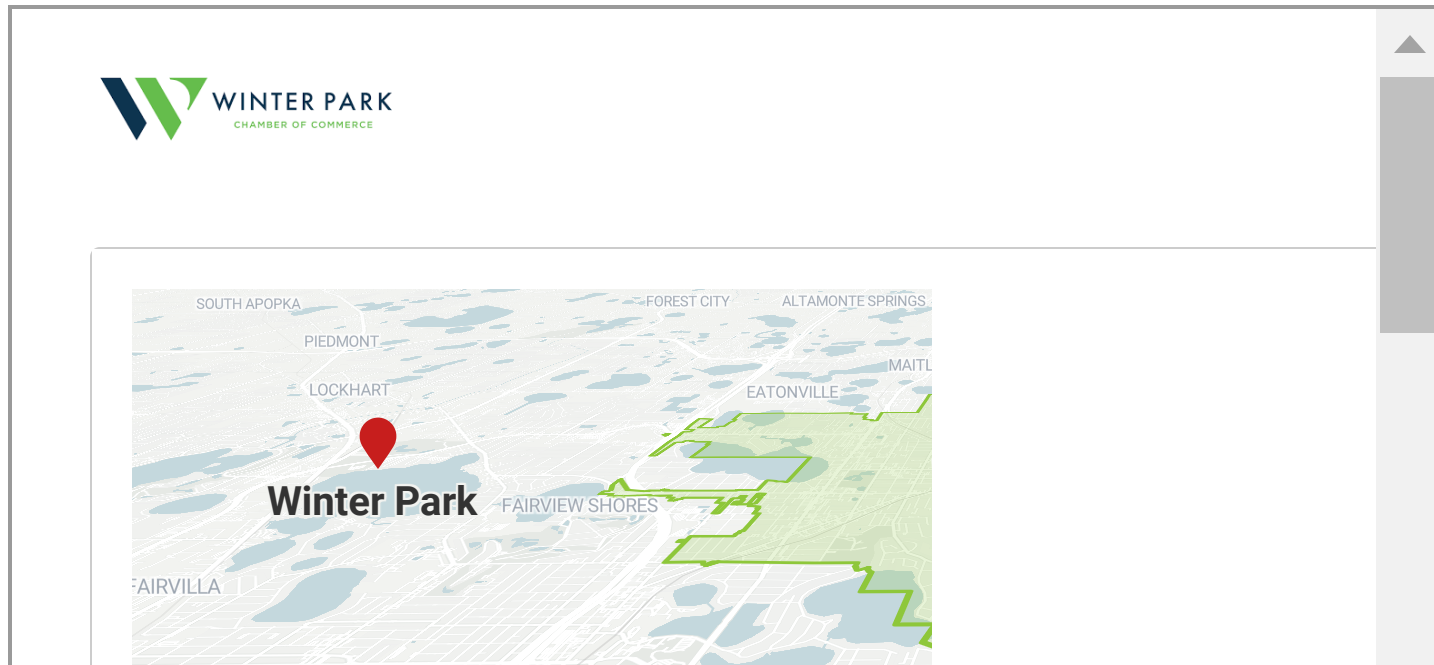 WINTER PARK
CHAMBER OF COMMERCE
SOUTH APOPKA
FOREST CITY
ALTAMONTE SPRINGS
PIEDMONT
MAITL
LOCKHART
EATONVILLE
Winter Park
FAIRVIEW SHORES
FAIRVILLA